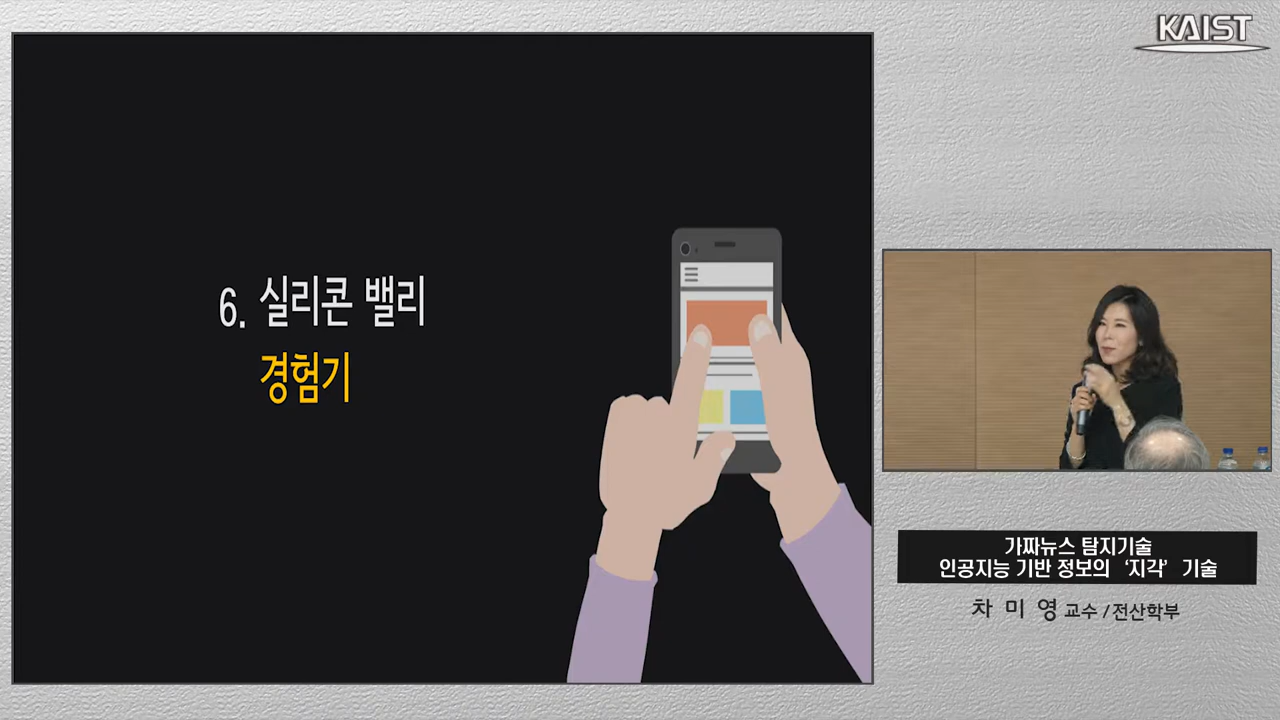 KAIST
6. 실리콘 밸리
경험기
가짜뉴스 탐지기술
인공지능 기반 정보의 ‘지각’ 기술
차 미 영 교수 / 전산학부